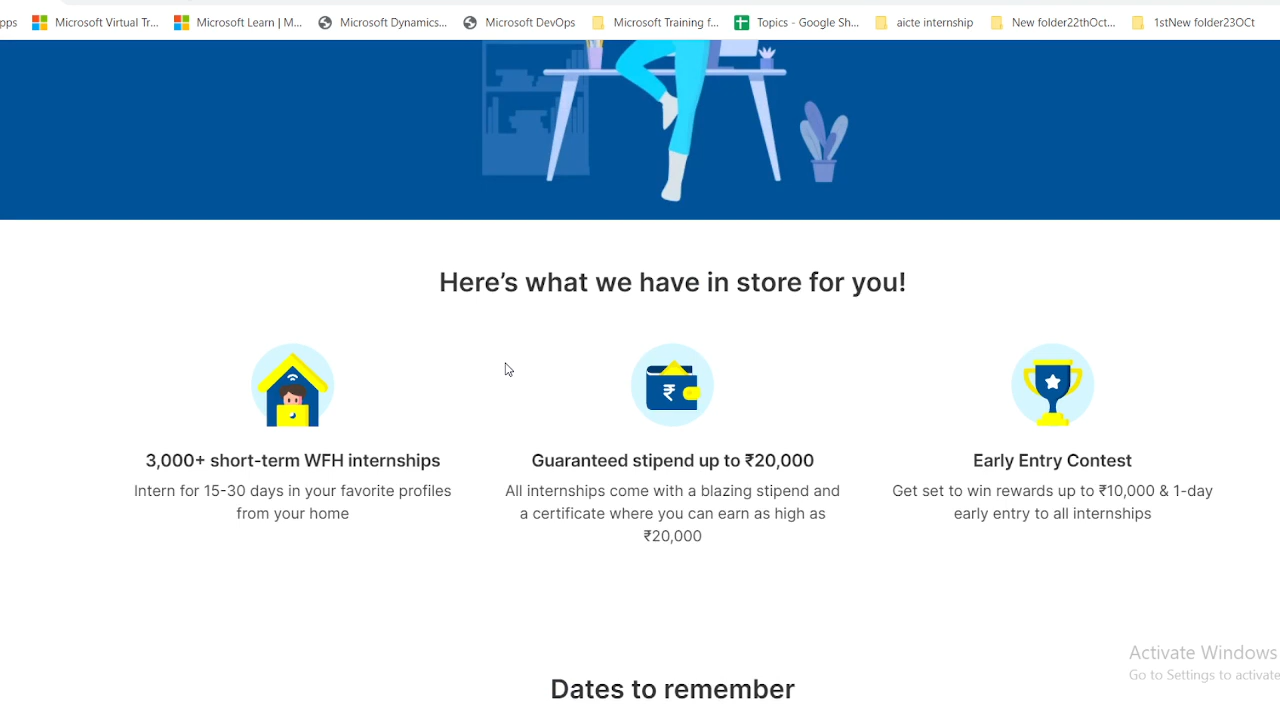 pps Microsoft Virtual Tr... Microsoft Learn | M... Microsoft Dynamics... Microsoft DevOps Microsoft Training f... Topics - Google Sh... aicte internship New folder22thOct... 1stNew folder23OCt
Here's what we have in store for you!
3,000+ short-term WFH internships
Intern for 15-30 days in your favorite profiles
from your home
₹
Guaranteed stipend up to ₹20,000
All internships come with a blazing stipend and
a certificate where you can earn as high as
₹20,000
Early Entry Contest
Get set to win rewards up to ₹10,000 & 1-day
early entry to all internships
Activate Windows
Go to Settings to activate
Dates to remember